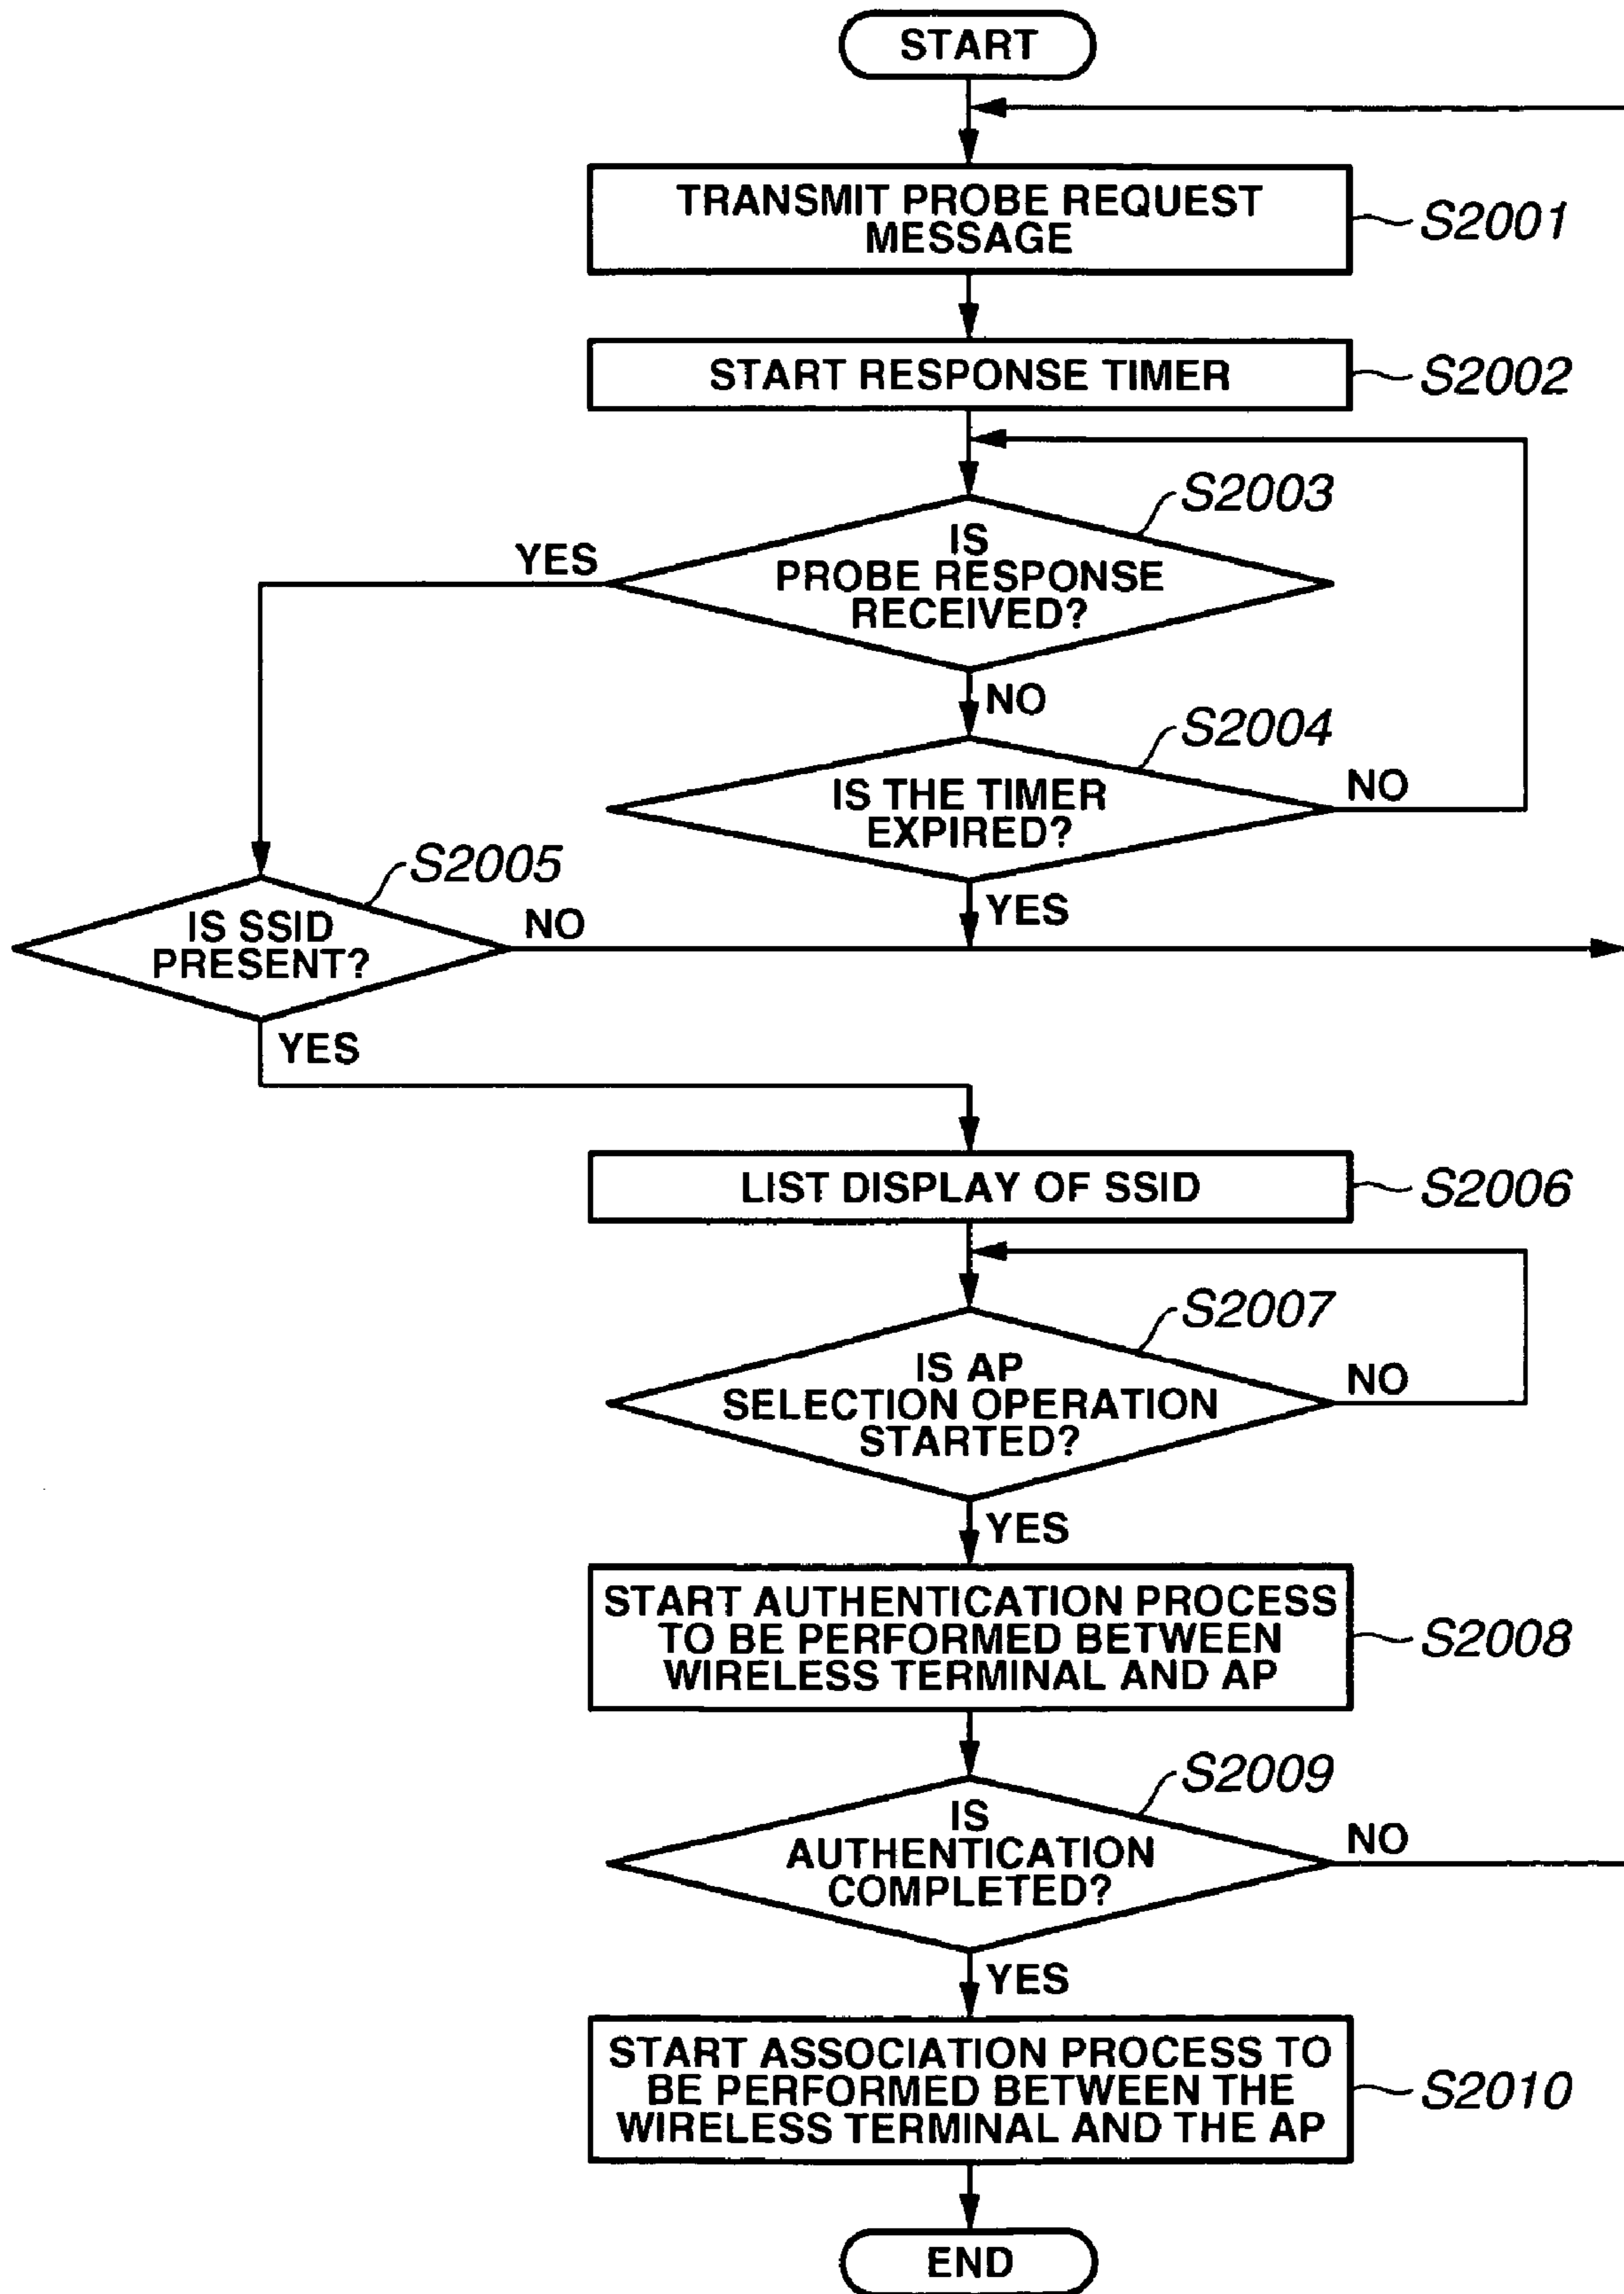 START
TRANSMIT PROBE REQUEST
MESSAGE
S2001
START RESPONSE TIMER
S2002
S2003
IS
PROBE RESPONSE
RECEIVED?
YES
NO
S2004
IS THE TIMER
EXPIRED?
NO
YES
S2005
IS SSID
PRESENT?
NO
YES
LIST DISPLAY OF SSID
S2006
S2007
IS AP
SELECTION OPERATION
STARTED?
NO
YES
START AUTHENTICATION PROCESS
TO BE PERFORMED BETWEEN
WIRELESS TERMINAL AND AP
S2008
S2009
IS
AUTHENTICATION
COMPLETED?
NO
YES
START ASSOCIATION PROCESS TO
BE PERFORMED BETWEEN THE
WIRELESS TERMINAL AND THE AP
S2010
END